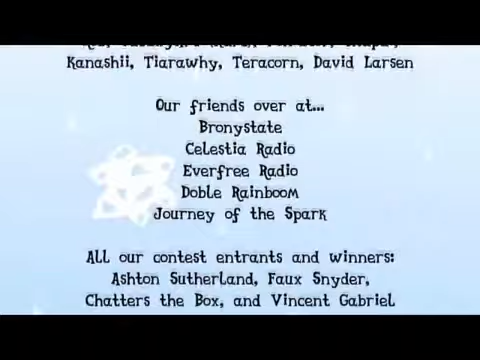 Kanashii, Tiarawhy, Teracorn, David Larsen
Our friends over at...
Bronystate
Celestia Radio
Everfree Radio
Doble Rainboom
Journey of the Spark
All our contest entrants and winners:
Ashton Sutherland, Faux Snyder,
Chatters the Box, and Vincent Gabriel